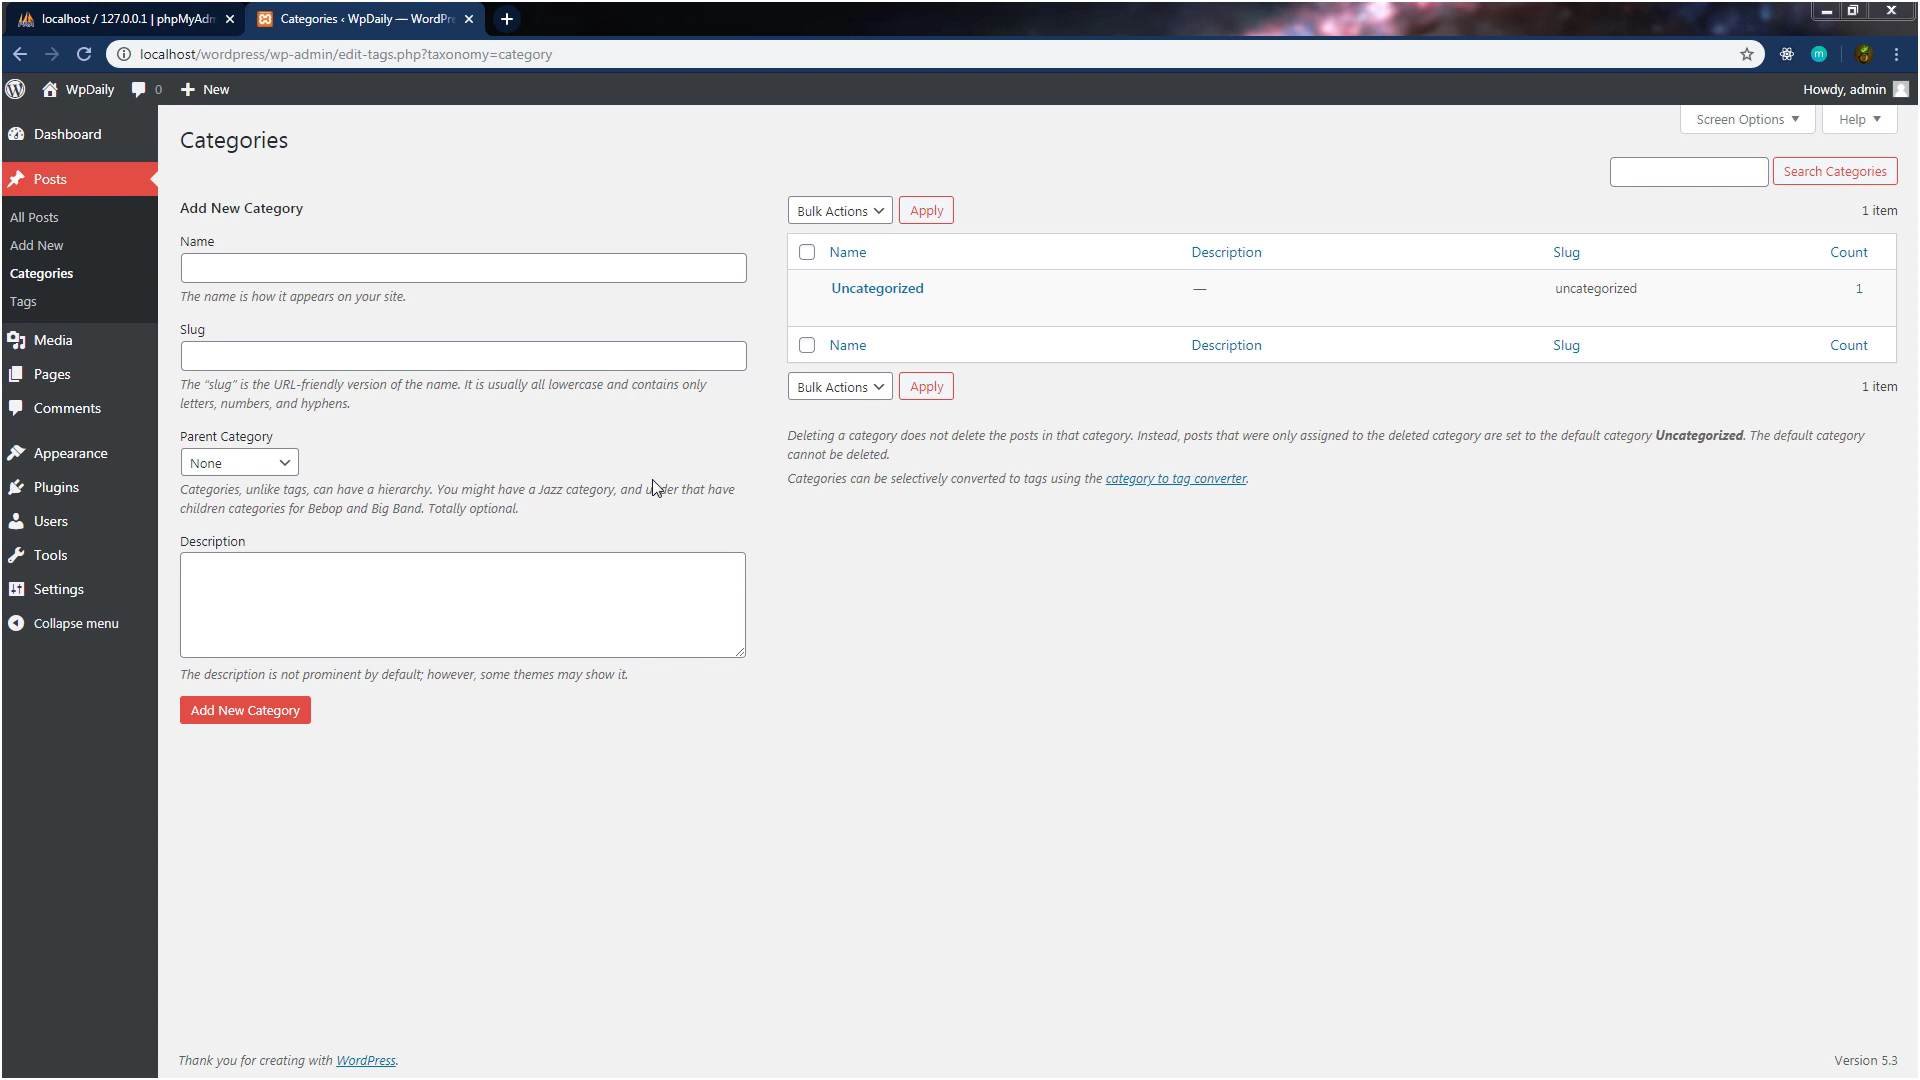 localhost / 127.0.0.1 | phpMyAdm
Categories ‹ WpDaily — WordPre
localhost/wordpress/wp-admin/edit-tags.php?taxonomy=category
m
WpDaily
0
New
Howdy, admin
Dashboard
Posts
All Posts
Add New
Categories
Tags
Media
Pages
Comments
Appearance
Plugins
Users
Tools
Settings
Collapse menu
Screen Options
Help
Categories
Search Categories
Add New Category
Name
The name is how it appears on your site.
Slug
The “slug” is the URL-friendly version of the name. It is usually all lowercase and contains only
letters, numbers, and hyphens.
Parent Category
None
Categories, unlike tags, can have a hierarchy. You might have a Jazz category, and under that have
children categories for Bebop and Big Band. Totally optional.
Description
The description is not prominent by default; however, some themes may show it.
Add New Category
Bulk Actions Apply 1 item
Name Description Slug Count
Uncategorized — uncategorized 1
Name Description Slug Count
Bulk Actions Apply 1 item
Deleting a category does not delete the posts in that category. Instead, posts that were only assigned to the deleted category are set to the default category Uncategorized. The default category
cannot be deleted.
Categories can be selectively converted to tags using the category to tag converter.
Thank you for creating with WordPress.
Version 5.3